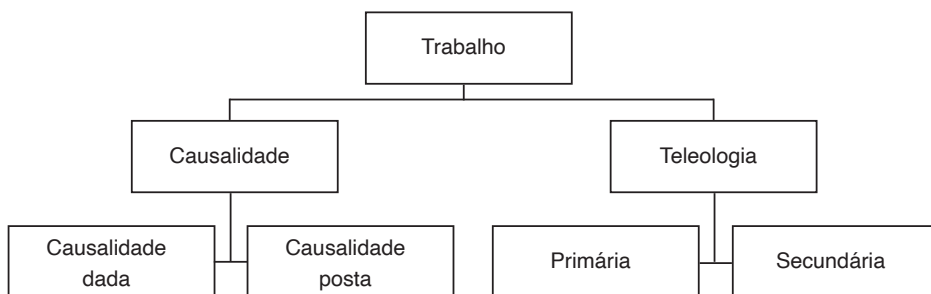 Trabalho
Causalidade
Teleologia
Causalidade
dada
Causalidade
posta
Primária
Secundária